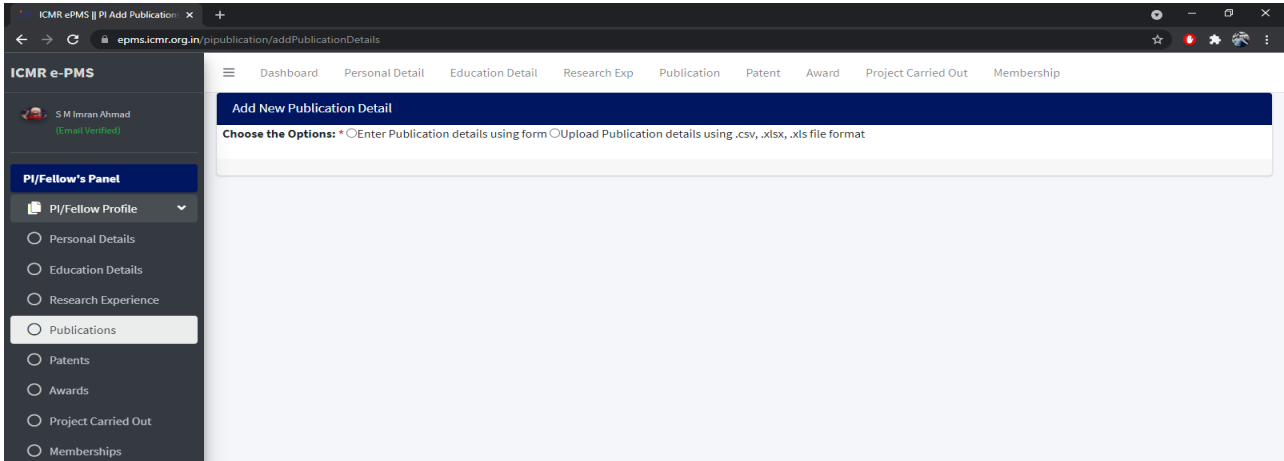 ICMR ePMS || PI Add Publication
epms.icmr.org.in/pipublication/addPublicationDetails
ICMR e-PMS
Dashboard Personal Detail Education Detail Research Exp Publication Patent Award Project Carried Out Membership
S M Imran Ahmad
(Email Verified)
Add New Publication Detail
Choose the Options: * Enter Publication details using form Upload Publication details using .csv, .xlsx, .xls file format
PI/Fellow's Panel
PI/Fellow Profile
Personal Details
Education Details
Research Experience
Publications
Patents
Awards
Project Carried Out
Memberships